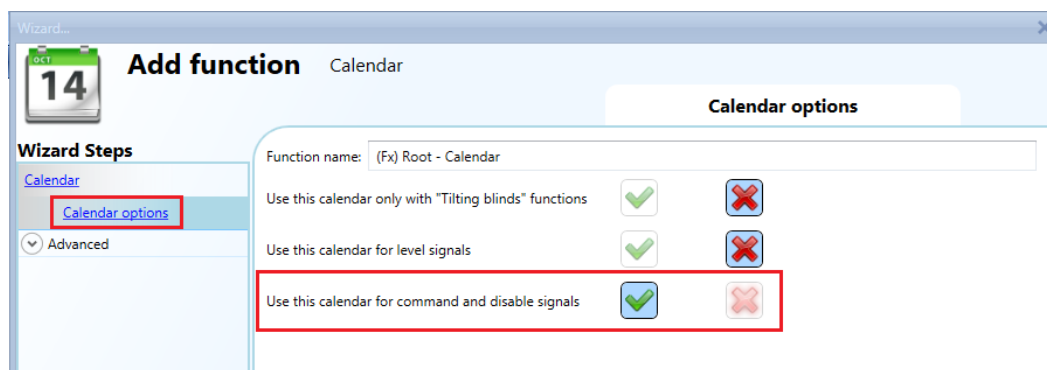 Wizard...
OCT
14
Add function Calendar
Calendar options
Wizard Steps
Calendar
Calendar options
Advanced
Function name: (Fx) Root - Calendar
Use this calendar only with "Tilting blinds" functions
Use this calendar for level signals
Use this calendar for command and disable signals